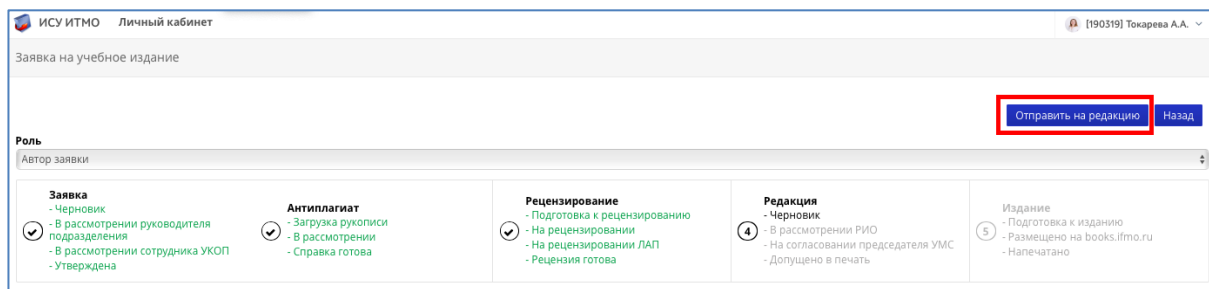 ИСУ ИТМО Личный кабинет
[190319] Токарева А.А.
Заявка на учебное издание
Отправить на редакцию Назад
Роль
Автор заявки
Заявка
- Черновик
- В рассмотрении руководителя
подразделения
- В рассмотрении сотрудника УКОП
- Утверждена
Антиплагиат
- Загрузка рукописи
- В рассмотрении
- Справка готова
Рецензирование
- Подготовка к рецензированию
- На рецензировании
- На рецензировании ЛАП
- Рецензия готова
4
Редакция
- Черновик
- В рассмотрении РИО
- На согласовании председателя УМС
- Допущено в печать
5
Издание
- Подготовка к изданию
- Размещено на books.ifmo.ru
- Напечатано